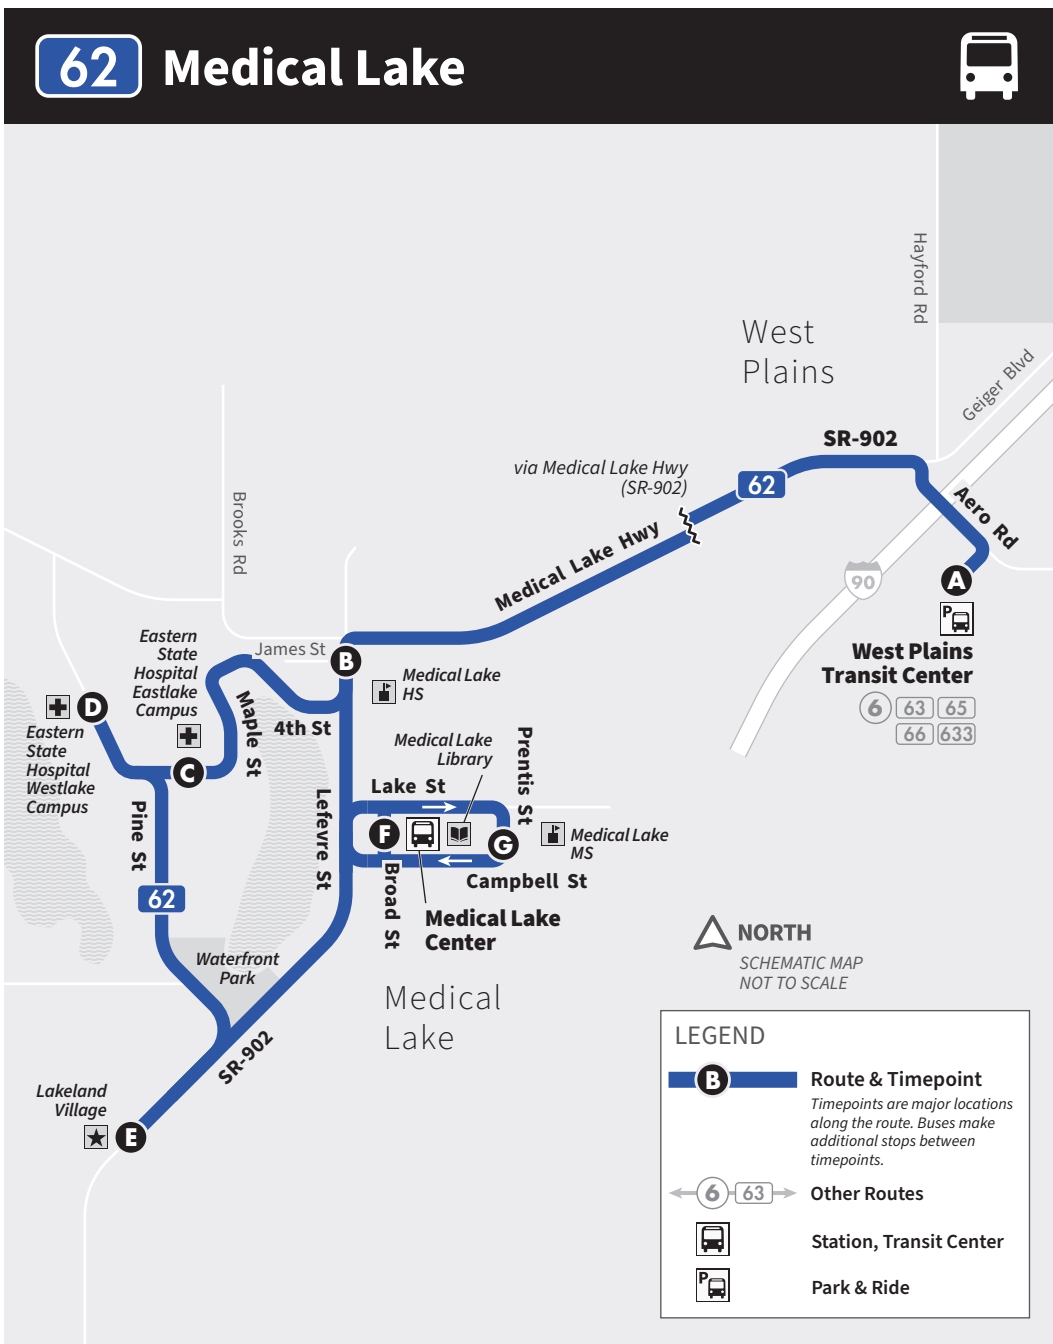 62 Medical Lake
Hayford Rd
West
Plains
Geiger Blvd
SR-902
via Medical Lake Hwy
(SR-902)
62
Aero Rd
Brooks Rd
Medical Lake Hwy
90
A
P
West Plains
Transit Center
6 63 65
66 633
Eastern
State
Hospital
Eastlake
Campus
James St
B
Medical Lake
HS
D
Maple St
4th St
Eastern
State
Hospital
Westlake
Campus
C
Medical Lake
Library
Prentis St
Lake St
Pine St
Lefevre St
F
G
Medical Lake
MS
Broad St
Campbell St
62
Medical Lake
Center
NORTH
SCHEMATIC MAP
NOT TO SCALE
Waterfront
Park
Medical
Lake
SR-902
Lakeland
Village
E
LEGEND
B
Route & Timepoint
Timepoints are major locations
along the route. Buses make
additional stops between
timepoints.
6 63 Other Routes
Station, Transit Center
P
Park & Ride